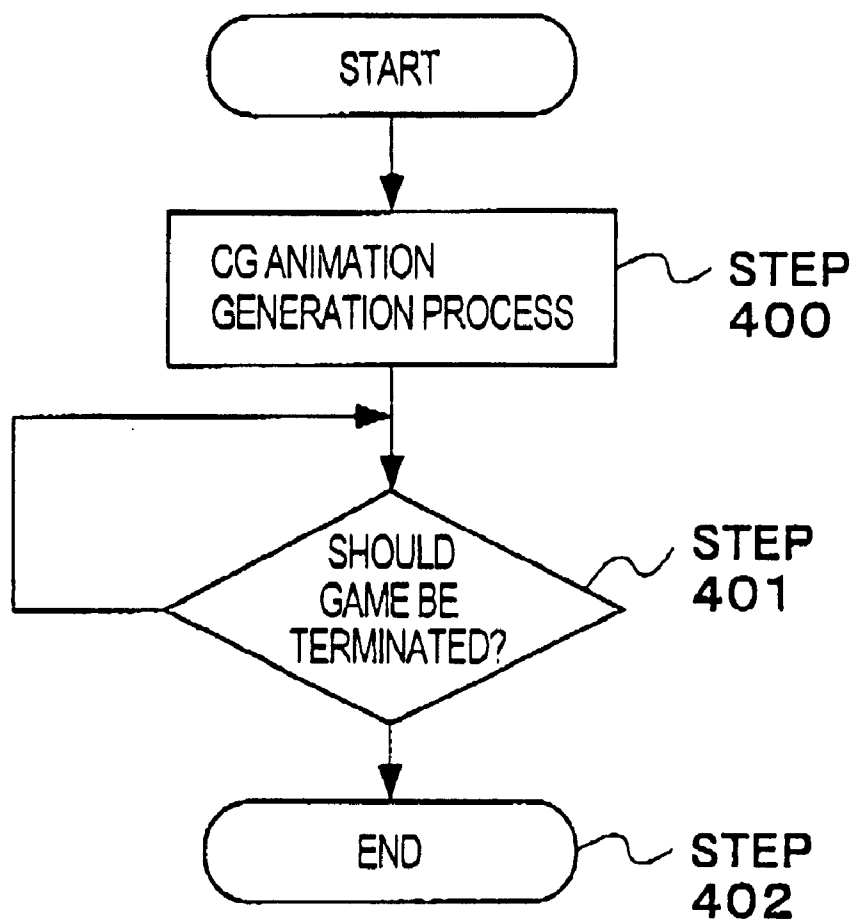 START
CG ANIMATION
GENERATION PROCESS
STEP
400
SHOULD
GAME BE
TERMINATED?
STEP
401
END
STEP
402